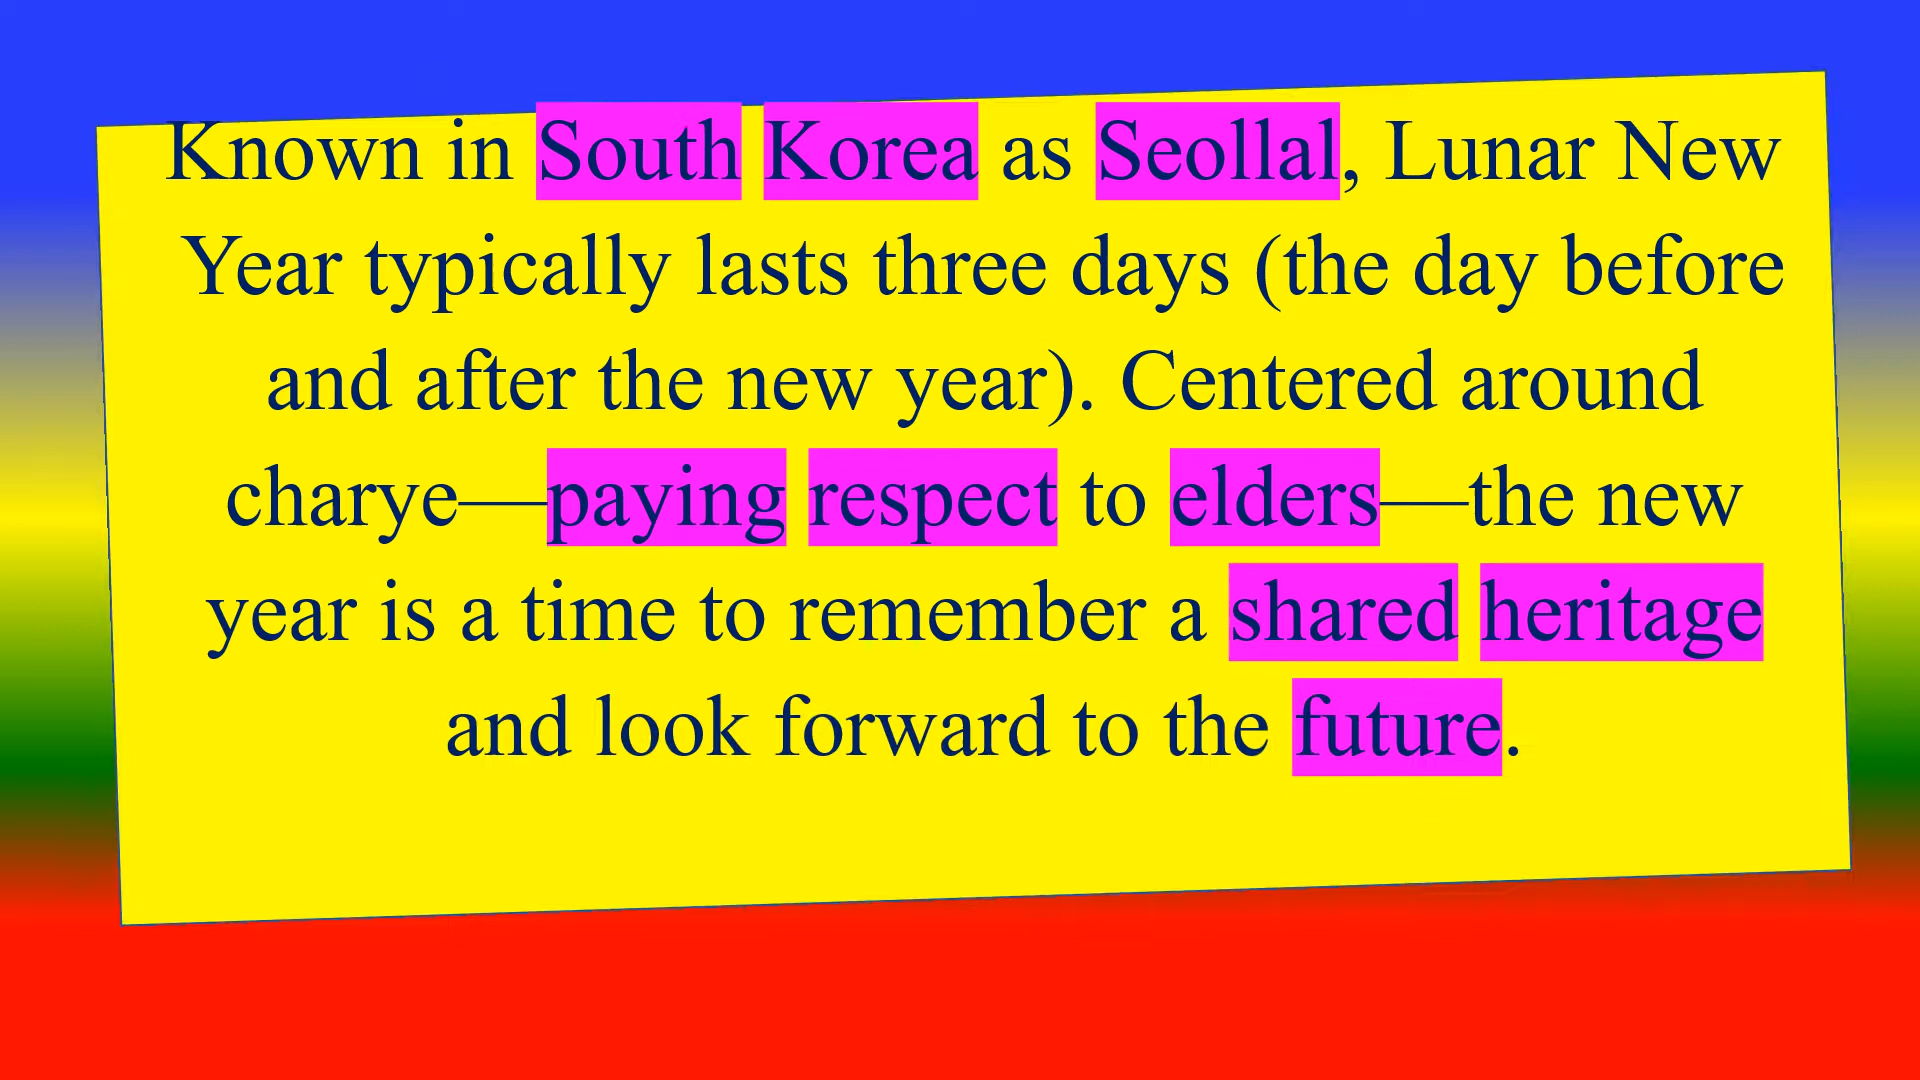 Known in South Korea as Seollal, Lunar New
Year typically lasts three days (the day before
and after the new year). Centered around
charye—paying respect to elders—the new
year is a time to remember a shared heritage
and look forward to the future.